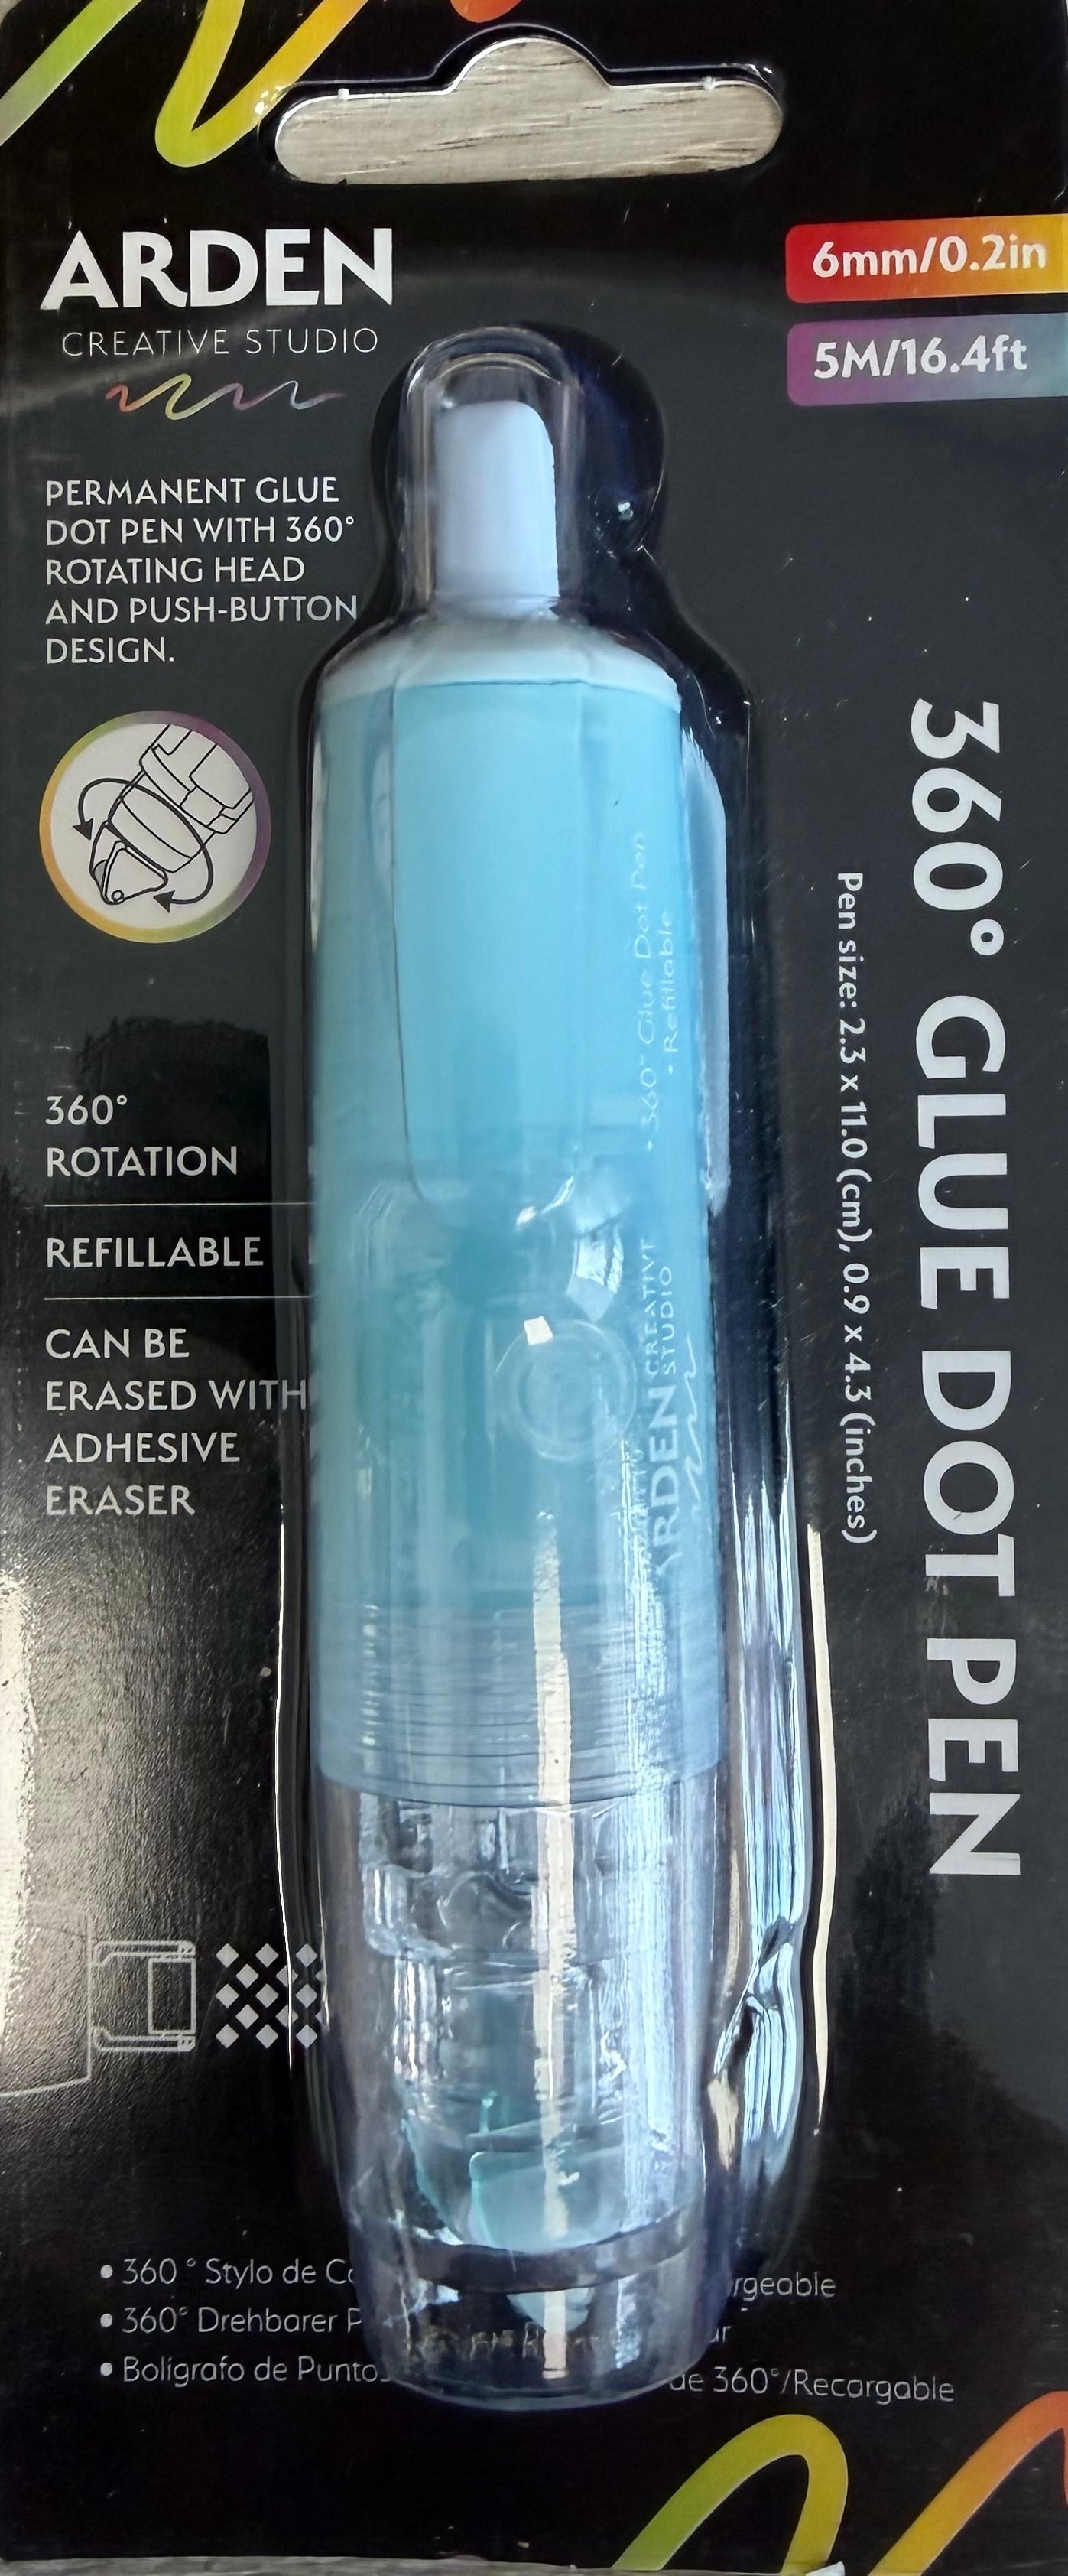 ARDEN
CREATIVE STUDIO
6mm/0.2in
5M/16.4ft
PERMANENT GLUE
DOT PEN WITH 360°
ROTATING HEAD
AND PUSH-BUTTON
DESIGN.
360°
ROTATION
REFILLABLE
CAN BE
ERASED WITH
ADHESIVE
ERASER
• 360° Glue Dot Pen
• Refillable
ARDEN CREATIVE
STUDIO
Pen size: 2.3 x 11.0 (cm), 0.9 x 4.3 (inches)
360° GLUE DOT PEN
• 360 ° Stylo de
• 360° Drehbarer
• Bolígrafo de de 360°/Recargable